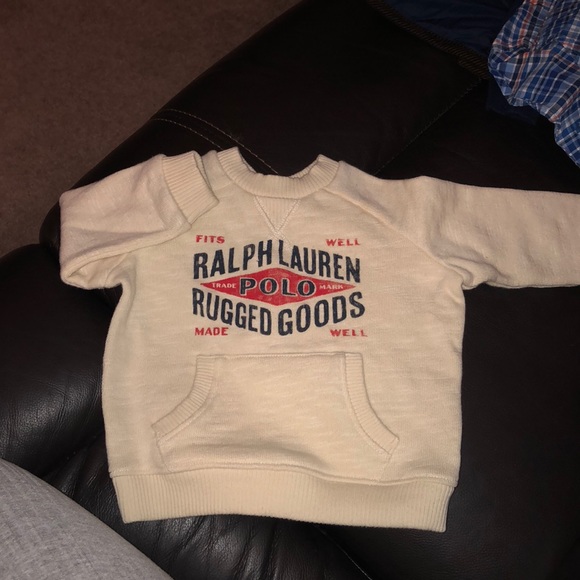 FITS WELL
RALPH LAUREN
TRADE POLO MARK
RUGGED GOODS
MADE WELL